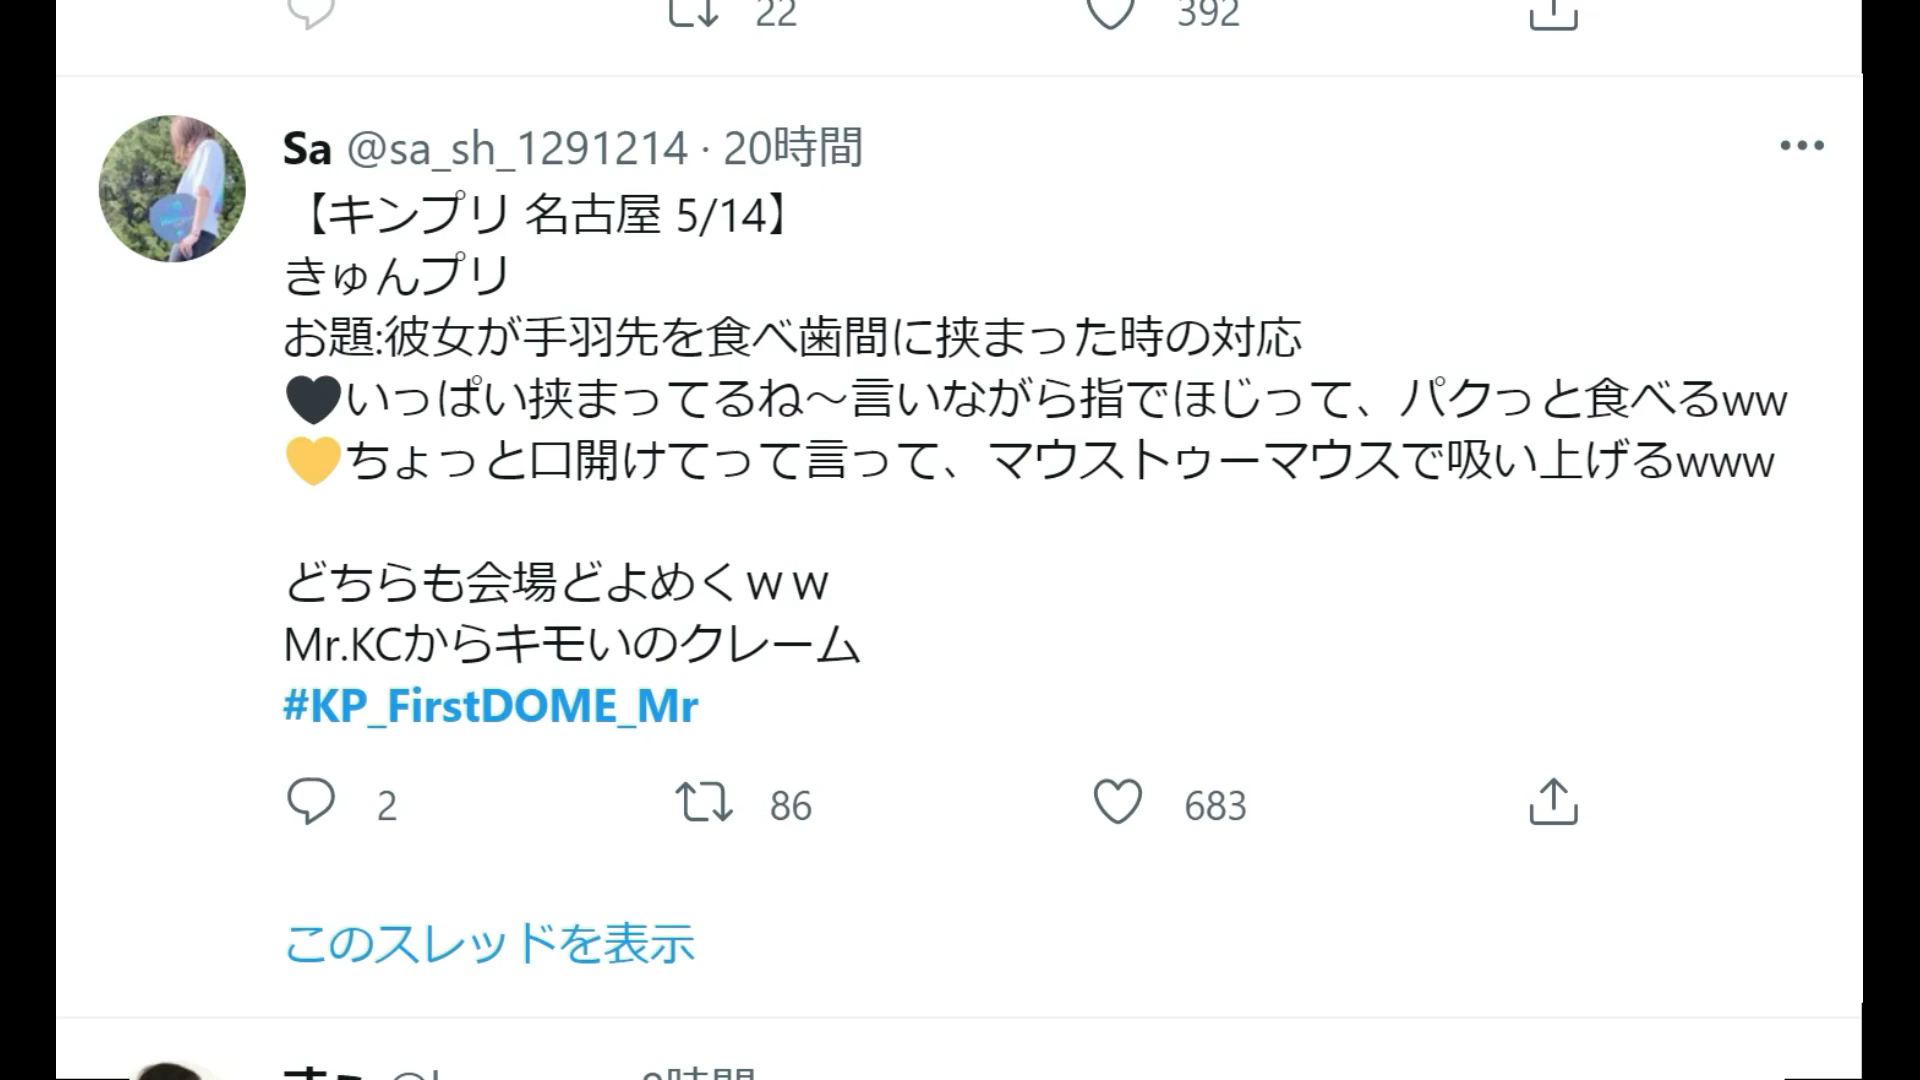 22 392
Sa @sa_sh_1291214 · 20時間
【キンプリ 名古屋 5/14】
きゅんプリ
お題:彼女が手羽先を食べ歯間に挟まった時の対応
🖤いっぱい挟まってるね〜言いながら指でほじって、パクっと食べるww
💛ちょっと口開けてって言って、マウストゥーマウスで吸い上げるwww
どちらも会場どよめくｗｗ
Mr.KCからキモいのクレーム
#KP_FirstDOME_Mr
2 86 683
このスレッドを表示